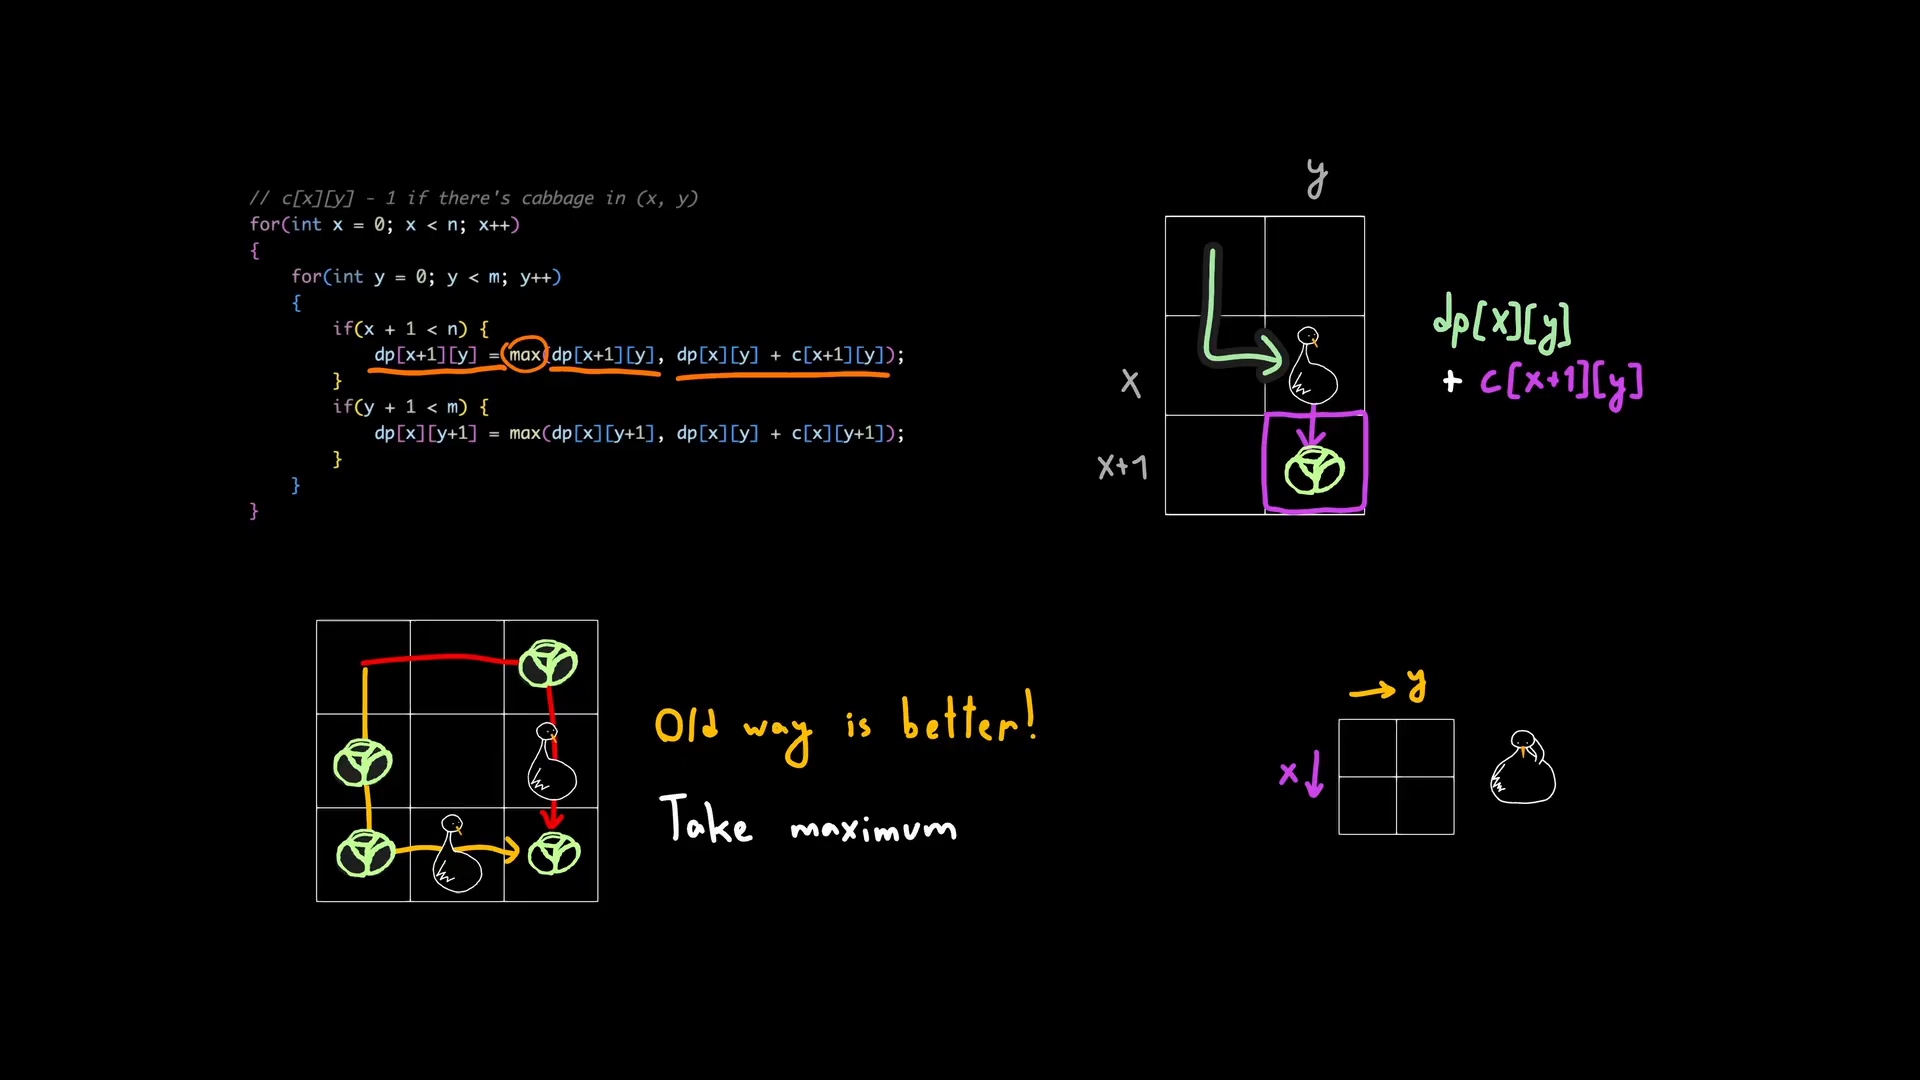 // c[x][y] - 1 if there's cabbage in (x, y)
for(int x = 0; x < n; x++)
{
    for(int y = 0; y < m; y++)
    {
        if(x + 1 < n) {
            dp[x+1][y] = max(dp[x+1][y], dp[x][y] + c[x+1][y]);
        }
        if(y + 1 < m) {
            dp[x][y+1] = max(dp[x][y+1], dp[x][y] + c[x][y+1]);
        }
    }
}
y
x
x+1
dp[x][y]
+ c[x+1][y]
Old way is better!
Take maximum
y
x